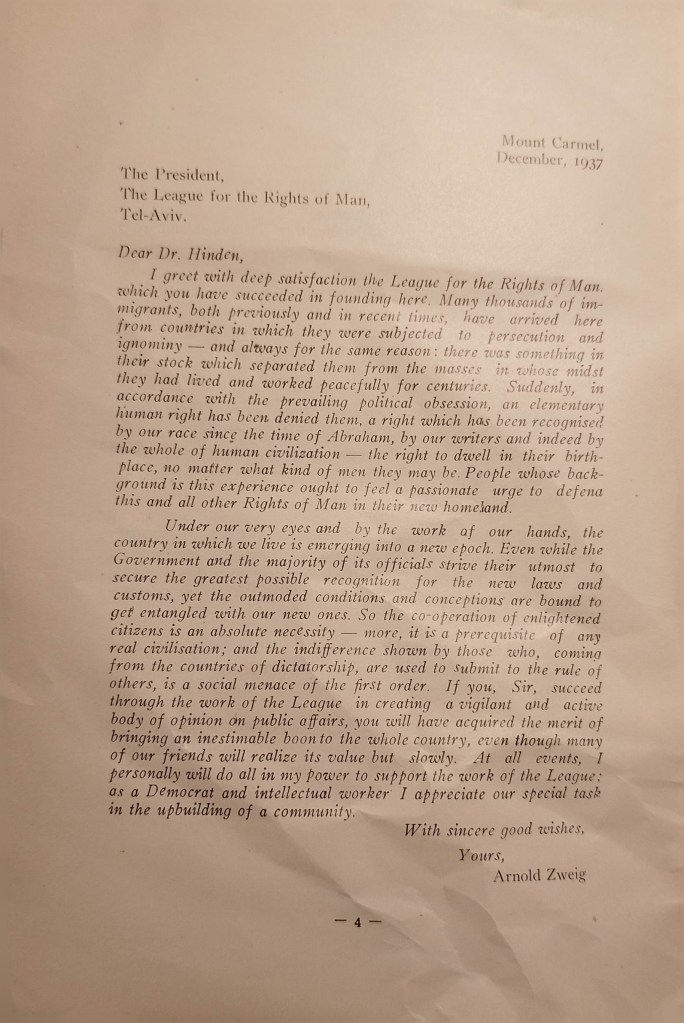 Mount Carmel,
December, 1937
The President,
The League for the Rights of Man,
Tel-Aviv.
Dear Dr. Hinden,
I greet with deep satisfaction the League for the Rights of Man.
which you have succeeded in founding here. Many thousands of im-
migrants, both previously and in recent times, have arrived here
from countries in which they were subjected to persecution and
ignominy — and always for the same reason: there was something in
their stock which separated them from the masses in whose midst
they had lived and worked peacefully for centuries. Suddenly, in
accordance with the prevailing political obsession, an elementary
human right has been denied them, a right which has been recognised
by our race since the time of Abraham, by our writers and indeed by
the whole of human civilization — the right to dwell in their birth-
place, no matter what kind of men they may be. People whose back-
ground is this experience ought to feel a passionate urge to defend
this and all other Rights of Man in their new homeland.
Under our very eyes and by the work of our hands, the
country in which we live is emerging into a new epoch. Even while the
Government and the majority of its officials strive their utmost to
secure the greatest possible recognition for the new laws and
customs, yet the outmoded conditions and conceptions are bound to
get entangled with our new ones. So the co-operation of enlightened
citizens is an absolute necessity — more, it is a prerequisite of any
real civilisation; and the indifference shown by those who, coming
from the countries of dictatorship, are used to submit to the rule of
others, is a social menace of the first order. If you, Sir, succeed
through the work of the League in creating a vigilant and active
body of opinion on public affairs, you will have acquired the merit of
bringing an inestimable boon to the whole country, even though many
of our friends will realize its value but slowly. At all events, I
personally will do all in my power to support the work of the League:
as a Democrat and intellectual worker I appreciate our special task
in the upbuilding of a community.
With sincere good wishes,
Yours,
Arnold Zweig
— 4 —